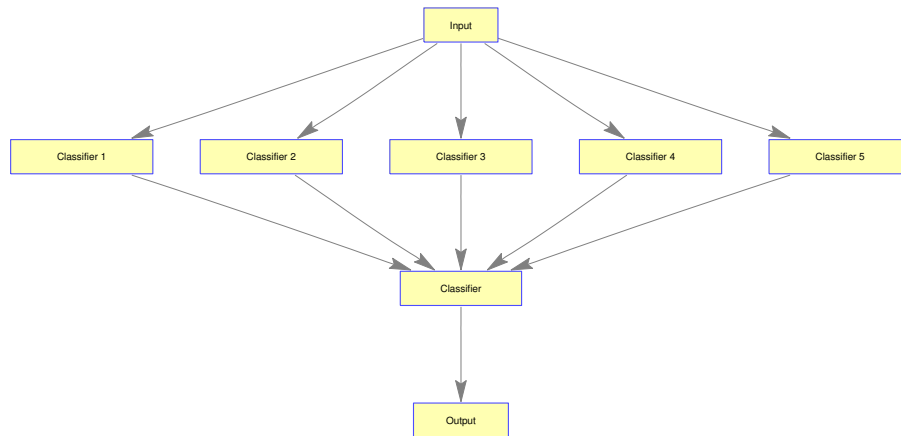 Input
Classifier 1
Classifier 2
Classifier 3
Classifier 4
Classifier 5
Classifier
Output